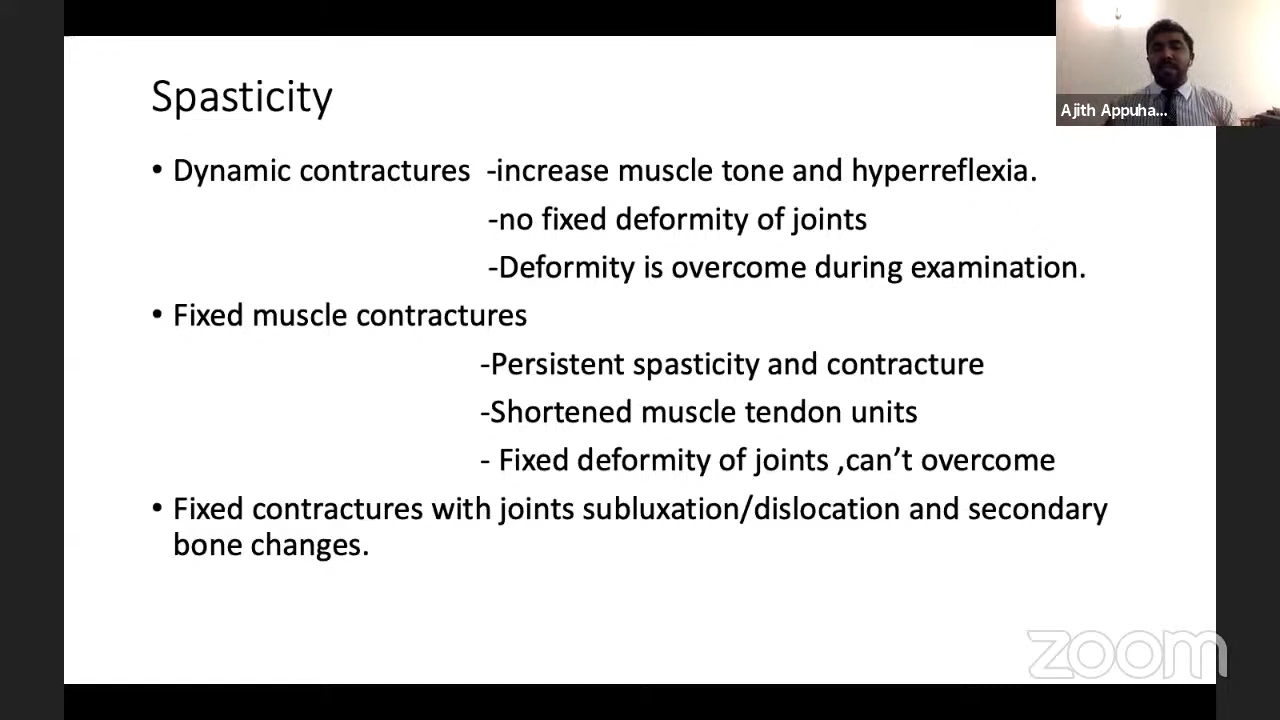 Spasticity
Ajith Appuha...
• Dynamic contractures -increase muscle tone and hyperreflexia.
-no fixed deformity of joints
-Deformity is overcome during examination.
• Fixed muscle contractures
-Persistent spasticity and contracture
-Shortened muscle tendon units
- Fixed deformity of joints ,can’t overcome
• Fixed contractures with joints subluxation/dislocation and secondary
bone changes.
zoom